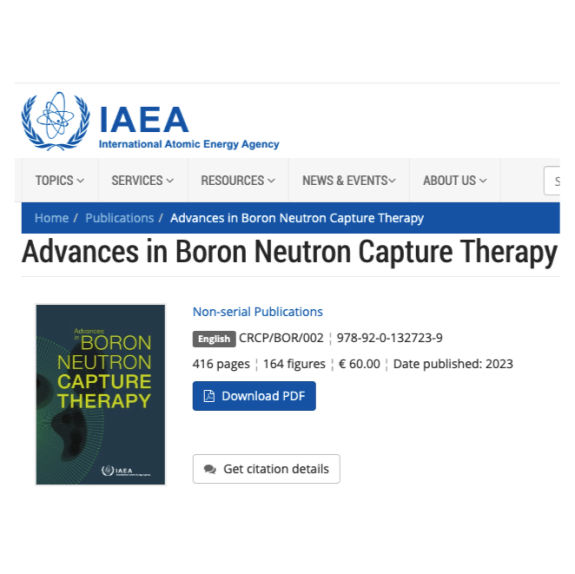 IAEA
International Atomic Energy Agency
TOPICS SERVICES RESOURCES NEWS & EVENTS ABOUT US S
Home / Publications / Advances in Boron Neutron Capture Therapy
Advances in Boron Neutron Capture Therapy
Advances
in BORON
NEUTRON
CAPTURE
THERAPY
IAEA
Non-serial Publications
English CRCP/BOR/002 ¦ 978-92-0-132723-9
416 pages ¦ 164 figures ¦ € 60.00 ¦ Date published: 2023
Download PDF
Get citation details